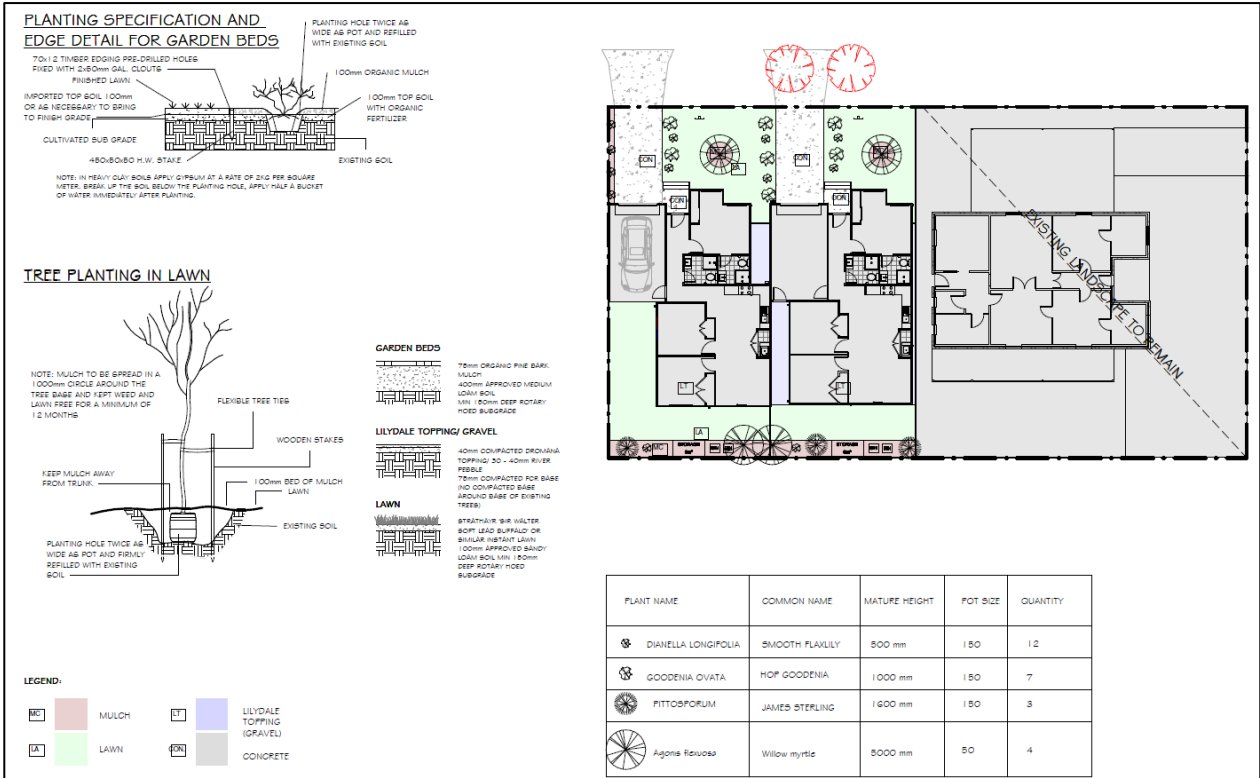 PLANTING SPECIFICATION AND
EDGE DETAIL FOR GARDEN BEDS
PLANTING HOLE TWICE AS
WIDE AS POT AND REFILLED
WITH EXISTING SOIL
70x12 TIMBER EDGING PRE-DRILLED HOLES
FIXED WITH 2x50mm GAL. CLOUTS
FINISHED LAWN
100mm ORGANIC MULCH
IMPORTED TOP SOIL 100mm
OR AS NECESSARY TO BRING
TO FINISH GRADE
100mm TOP SOIL
WITH ORGANIC
FERTILIZER
CULTIVATED SUB GRADE
450x50x50 H.W. STAKE
EXISTING SOIL
NOTE: IN HEAVY CLAY SOILS APPLY GYPSUM AT A RATE OF 2KG PER SQUARE
METER. BREAK UP THE SOIL BELOW THE PLANTING HOLE, APPLY HALF A BUCKET
OF WATER IMMEDIATELY AFTER PLANTING.
TREE PLANTING IN LAWN
NOTE: MULCH TO BE SPREAD IN A
1000mm CIRCLE AROUND THE
TREE BASE AND KEPT WEED AND
LAWN FREE FOR A MINIMUM OF
12 MONTHS
FLEXIBLE TREE TIES
WOODEN STAKES
KEEP MULCH AWAY
FROM TRUNK
100mm BED OF MULCH
LAWN
EXISTING SOIL
PLANTING HOLE TWICE AS
WIDE AS POT AND FIRMLY
REFILLED WITH EXISTING
SOIL
GARDEN BEDS
75mm ORGANIC PINE BARK
MULCH
400mm APPROVED MEDIUM
LOAM SOIL
MIN 150mm DEEP ROTARY
HOED SUBGRADE
LILYDALE TOPPING/ GRAVEL
40mm COMPACTED DROMANA
TOPPING/ 30 - 40mm RIVER
PEBBLE
75mm COMPACTED FCR BASE
(NO COMPACTED BASE
AROUND BASE OF EXISTING
TREES)
LAWN
STRATHAYR 'SIR WALTER
SOFT LEAD BUFFALO' OR
SIMILAR INSTANT LAWN
100mm APPROVED SANDY
LOAM SOIL MIN 150mm
DEEP ROTARY HOED
SUBGRADE
CON
LA
CON
CON
CON
EXISTING LANDSCAPE TO REMAIN
LT
LT
LA
MC
STORAGE
STORAGE
PLANT NAME COMMON NAME MATURE HEIGHT POT SIZE QUANTITY
DIANELLA LONGIFOLIA SMOOTH FLAXLILY 500 mm 150 12
GOODENIA OVATA HOP GOODENIA 1000 mm 150 7
PITTOSPORUM JAMES STERLING 1600 mm 150 3
Agonis flexuosa Willow myrtle 5000 mm 50 4
LEGEND:
MC MULCH LT LILYDALE
TOPPING
(GRAVEL)
LA LAWN CON. CONCRETE